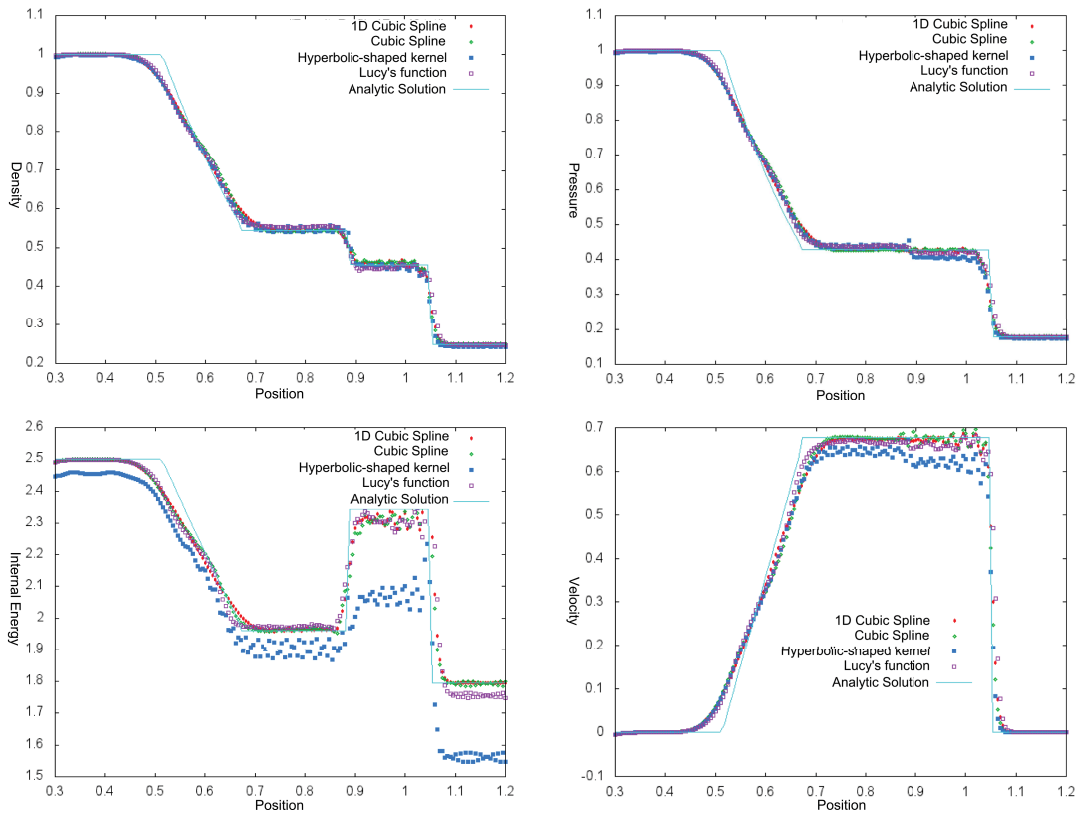 1.1
1
0.9
0.8
0.7
0.6
0.5
0.4
0.3
0.2
Density
1D Cubic Spline
Cubic Spline
Hyperbolic-shaped kernel
Lucy's function
Analytic Solution
0.3 0.4 0.5 0.6 0.7 0.8 0.9 1 1.1 1.2
Position
1.1
1
0.9
0.8
0.7
0.6
0.5
0.4
0.3
0.2
0.1
Pressure
1D Cubic Spline
Cubic Spline
Hyperbolic-shaped kernel
Lucy's function
Analytic Solution
0.3 0.4 0.5 0.6 0.7 0.8 0.9 1 1.1 1.2
Position
2.6
2.5
2.4
2.3
2.2
2.1
2
1.9
1.8
1.7
1.6
1.5
Internal Energy
1D Cubic Spline
Cubic Spline
Hyperbolic-shaped kernel
Lucy's function
Analytic Solution
0.3 0.4 0.5 0.6 0.7 0.8 0.9 1 1.1 1.2
Position
0.7
0.6
0.5
0.4
0.3
0.2
0.1
0
-0.1
Velocity
1D Cubic Spline
Cubic Spline
Hyperbolic-shaped kernel
Lucy's function
Analytic Solution
0.3 0.4 0.5 0.6 0.7 0.8 0.9 1 1.1 1.2
Position